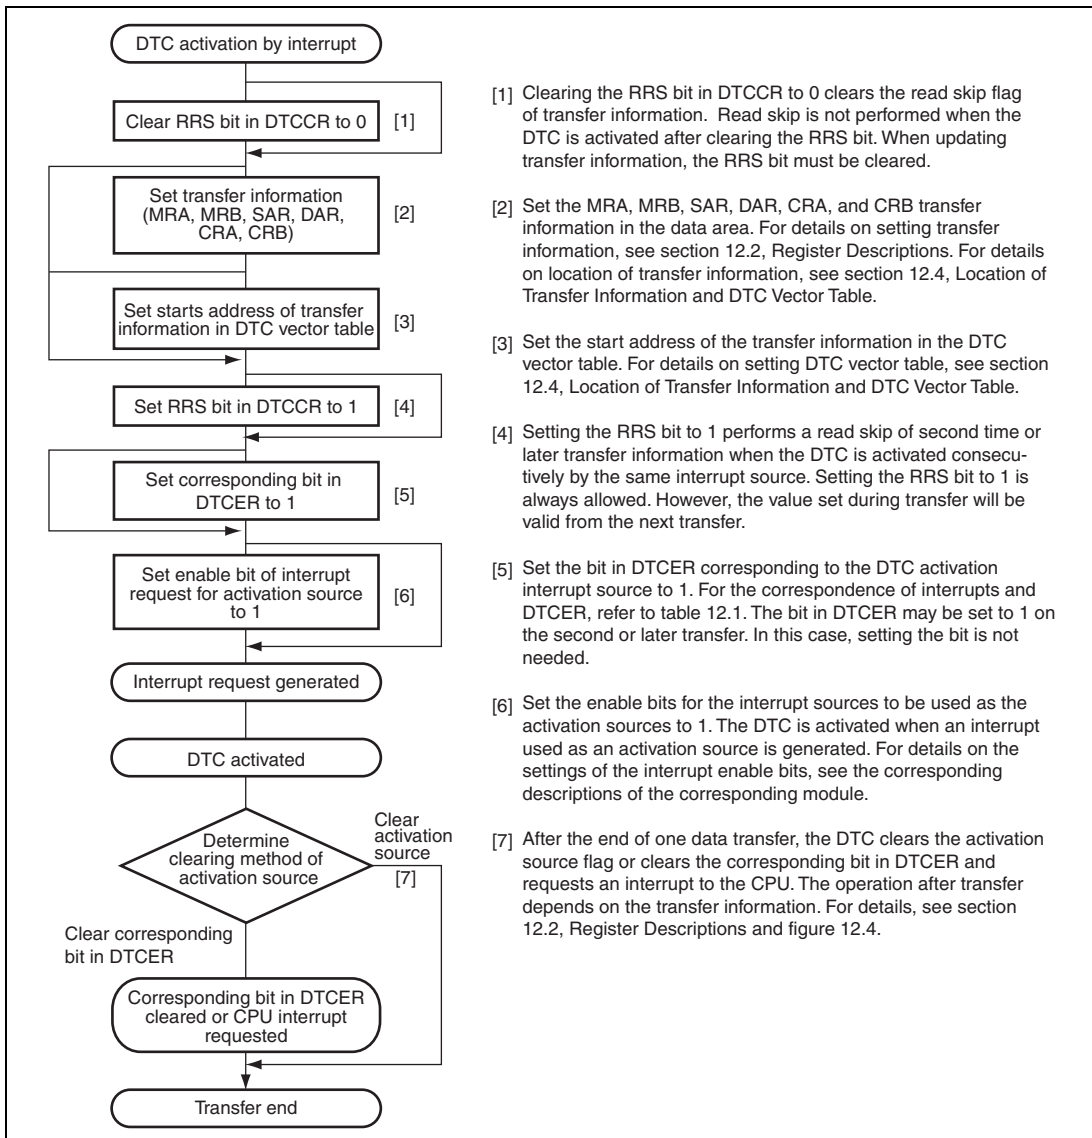 DTC activation by interrupt
Clear RRS bit in DTCCR to 0
[1]
Set transfer information
(MRA, MRB, SAR, DAR,
CRA, CRB)
[2]
Set starts address of transfer
information in DTC vector table
[3]
Set RRS bit in DTCCR to 1
[4]
Set corresponding bit in
DTCER to 1
[5]
Set enable bit of interrupt
request for activation source
to 1
[6]
Interrupt request generated
DTC activated
Determine
clearing method of
activation source
Clear
activation
source
[7]
Clear corresponding
bit in DTCER
Corresponding bit in DTCER
cleared or CPU interrupt
requested
Transfer end
[1] Clearing the RRS bit in DTCCR to 0 clears the read skip flag
of transfer information. Read skip is not performed when the
DTC is activated after clearing the RRS bit. When updating
transfer information, the RRS bit must be cleared.
[2] Set the MRA, MRB, SAR, DAR, CRA, and CRB transfer
information in the data area. For details on setting transfer
information, see section 12.2, Register Descriptions. For details
on location of transfer information, see section 12.4, Location of
Transfer Information and DTC Vector Table.
[3] Set the start address of the transfer information in the DTC
vector table. For details on setting DTC vector table, see section
12.4, Location of Transfer Information and DTC Vector Table.
[4] Setting the RRS bit to 1 performs a read skip of second time or
later transfer information when the DTC is activated consecu-
tively by the same interrupt source. Setting the RRS bit to 1 is
always allowed. However, the value set during transfer will be
valid from the next transfer.
[5] Set the bit in DTCER corresponding to the DTC activation
interrupt source to 1. For the correspondence of interrupts and
DTCER, refer to table 12.1. The bit in DTCER may be set to 1 on
the second or later transfer. In this case, setting the bit is not
needed.
[6] Set the enable bits for the interrupt sources to be used as the
activation sources to 1. The DTC is activated when an interrupt
used as an activation source is generated. For details on the
settings of the interrupt enable bits, see the corresponding
descriptions of the corresponding module.
[7] After the end of one data transfer, the DTC clears the activation
source flag or clears the corresponding bit in DTCER and
requests an interrupt to the CPU. The operation after transfer
depends on the transfer information. For details, see section
12.2, Register Descriptions and figure 12.4.